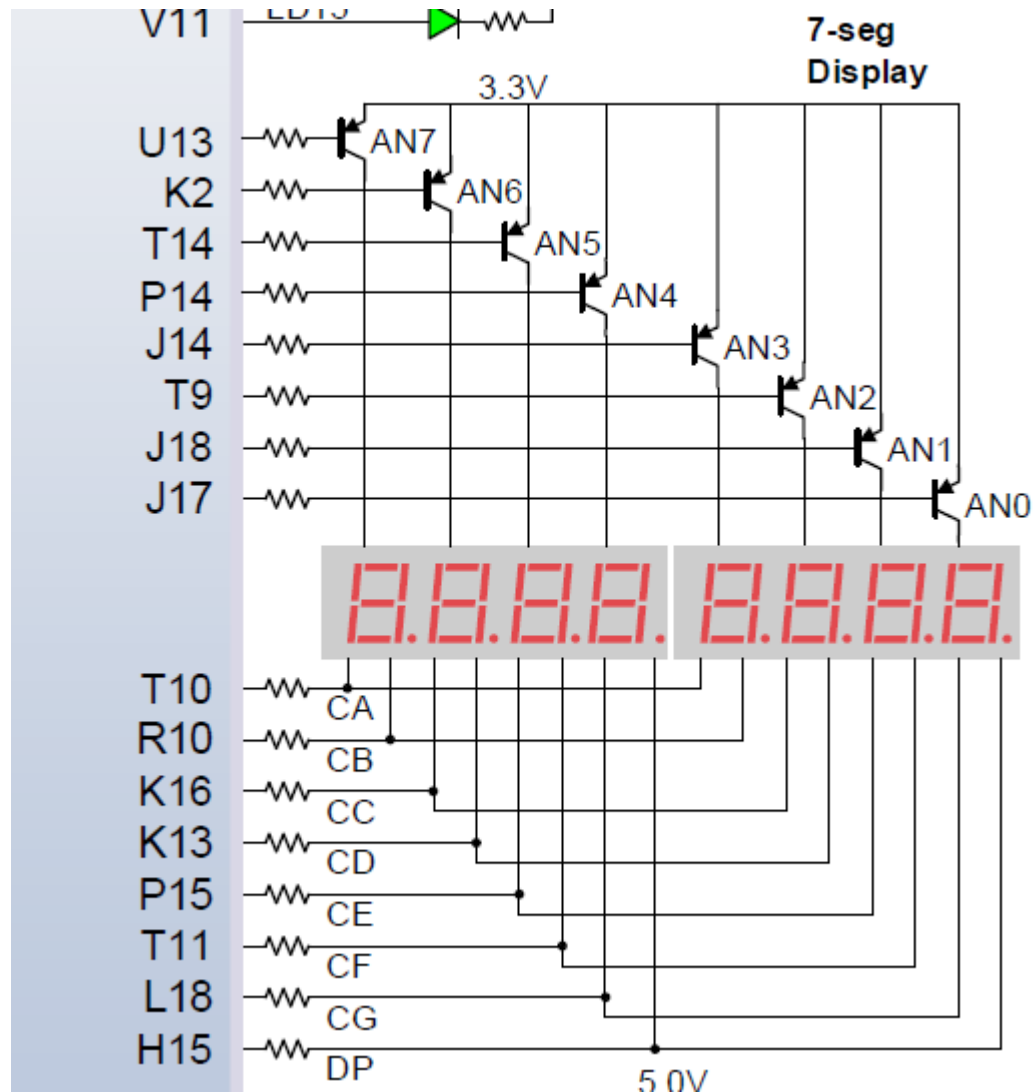 V11
7-seg
Display
3.3V
U13
AN7
K2
AN6
T14
AN5
P14
AN4
J14
AN3
T9
AN2
J18
AN1
J17
AN0
T10
CA
R10
CB
K16
CC
K13
CD
P15
CE
T11
CF
L18
CG
H15
DP
5.0V